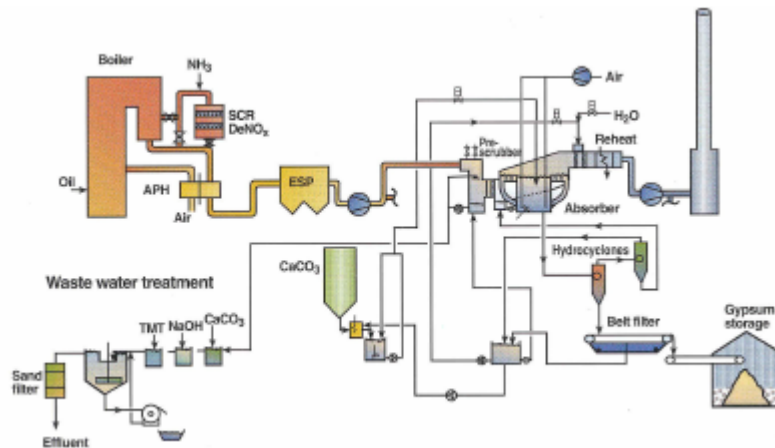 Boiler
NH3
SCR
DeNOx
Oil
APH
Air
ESP
Pre-
scrubber
Air
H2O
Reheat
Absorber
Hydrocyclones
CaCO3
Waste water treatment
TMT
NaOH
CaCO3
Sand
filter
Effluent
Belt filter
Gypsum
storage